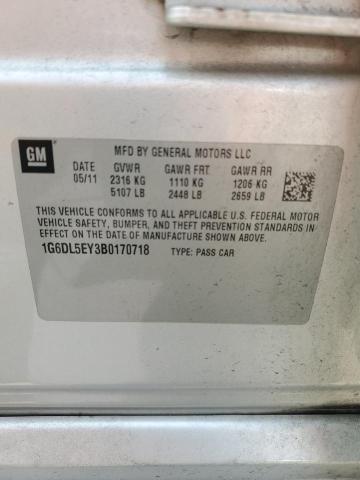 GM
MFD BY GENERAL MOTORS LLC
DATE GVWR GAWR FRT GAWR RR
05/11 2316 KG 1110 KG 1206 KG
5107 LB 2448 LB 2659 LB
THIS VEHICLE CONFORMS TO ALL APPLICABLE U.S. FEDERAL MOTOR
VEHICLE SAFETY, BUMPER, AND THEFT PREVENTION STANDARDS IN
EFFECT ON THE DATE OF MANUFACTURE SHOWN ABOVE.
1G6DL5EY3B0170718 TYPE: PASS CAR